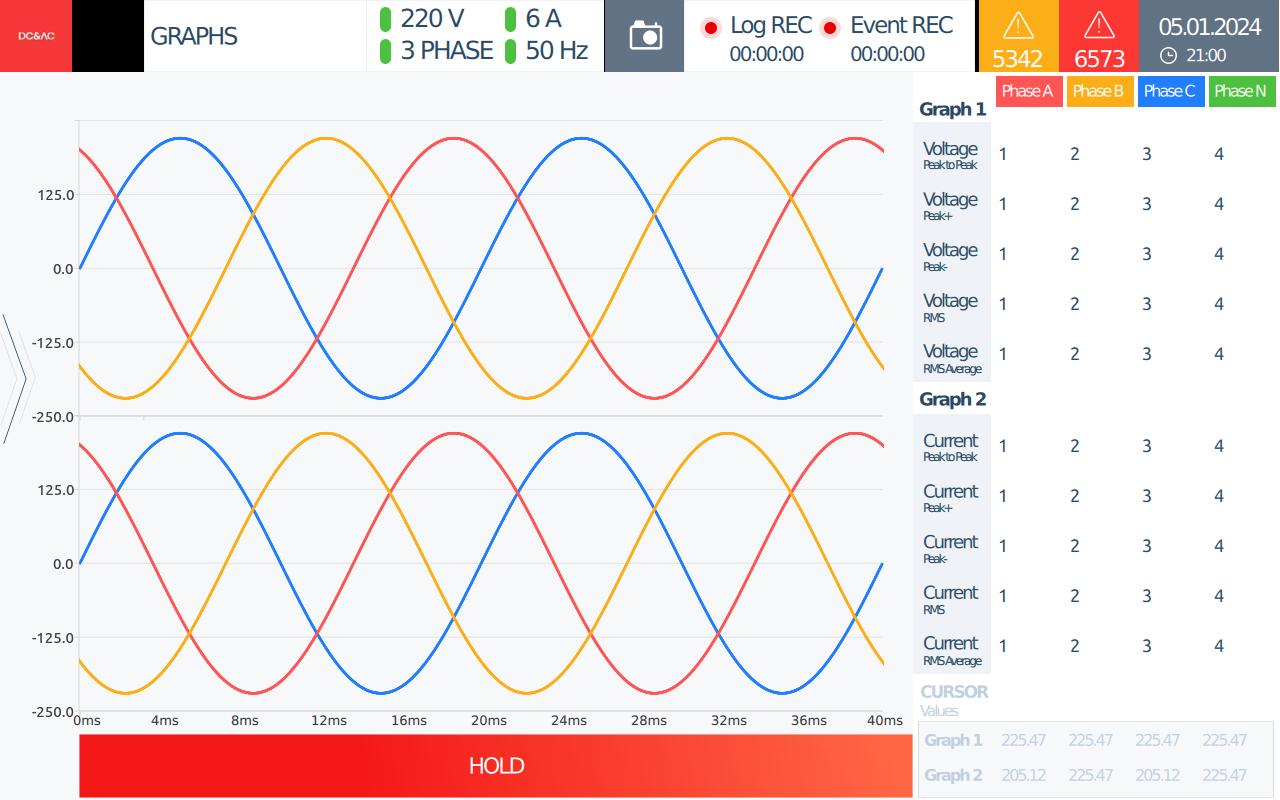 DC&AC
GRAPHS
220 V
6 A
3 PHASE
50 Hz
Log REC
00:00:00
Event REC
00:00:00
5342
6573
05.01.2024
21:00
125.0
0.0
-125.0
-250.0
125.0
0.0
-125.0
-250.0
0ms 4ms 8ms 12ms 16ms 20ms 24ms 28ms 32ms 36ms 40ms
HOLD
Phase A Phase B Phase C Phase N
Graph 1
Voltage 1 2 3 4
Peak to Peak
Voltage 1 2 3 4
Peak+
Voltage 1 2 3 4
Peak-
Voltage 1 2 3 4
RMS
Voltage 1 2 3 4
RMS Average
Graph 2
Current 1 2 3 4
Peak to Peak
Current 1 2 3 4
Peak+
Current 1 2 3 4
Peak-
Current 1 2 3 4
RMS
Current 1 2 3 4
RMS Average
CURSOR
Values
Graph 1 225.47 225.47 225.47 225.47
Graph 2 205.12 225.47 205.12 225.47